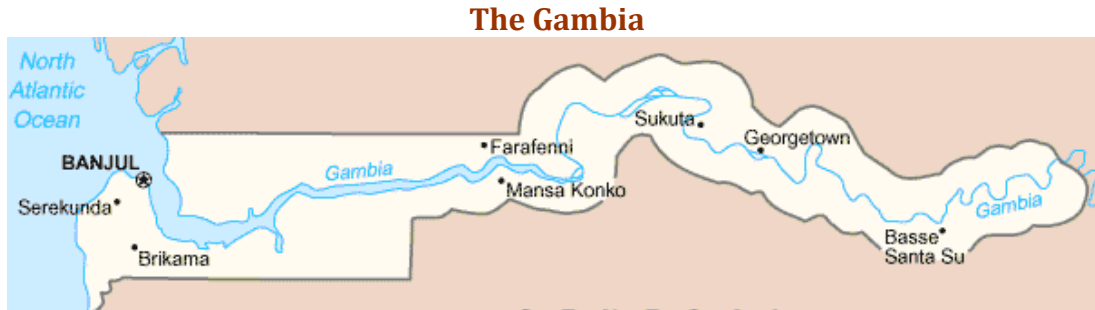 The Gambia
North
Atlantic
Ocean
BANJUL
Serekunda
Brikama
Gambia
Farafenni
Mansa Konko
Sukuta
Georgetown
Basse
Santa Su
Gambia